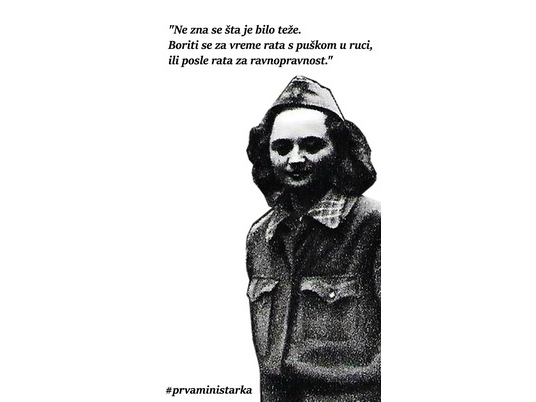 "Ne zna se šta je bilo teže.
Boriti se za vreme rata s puškom u ruci,
ili posle rata za ravnopravnost."
#prvaministarka